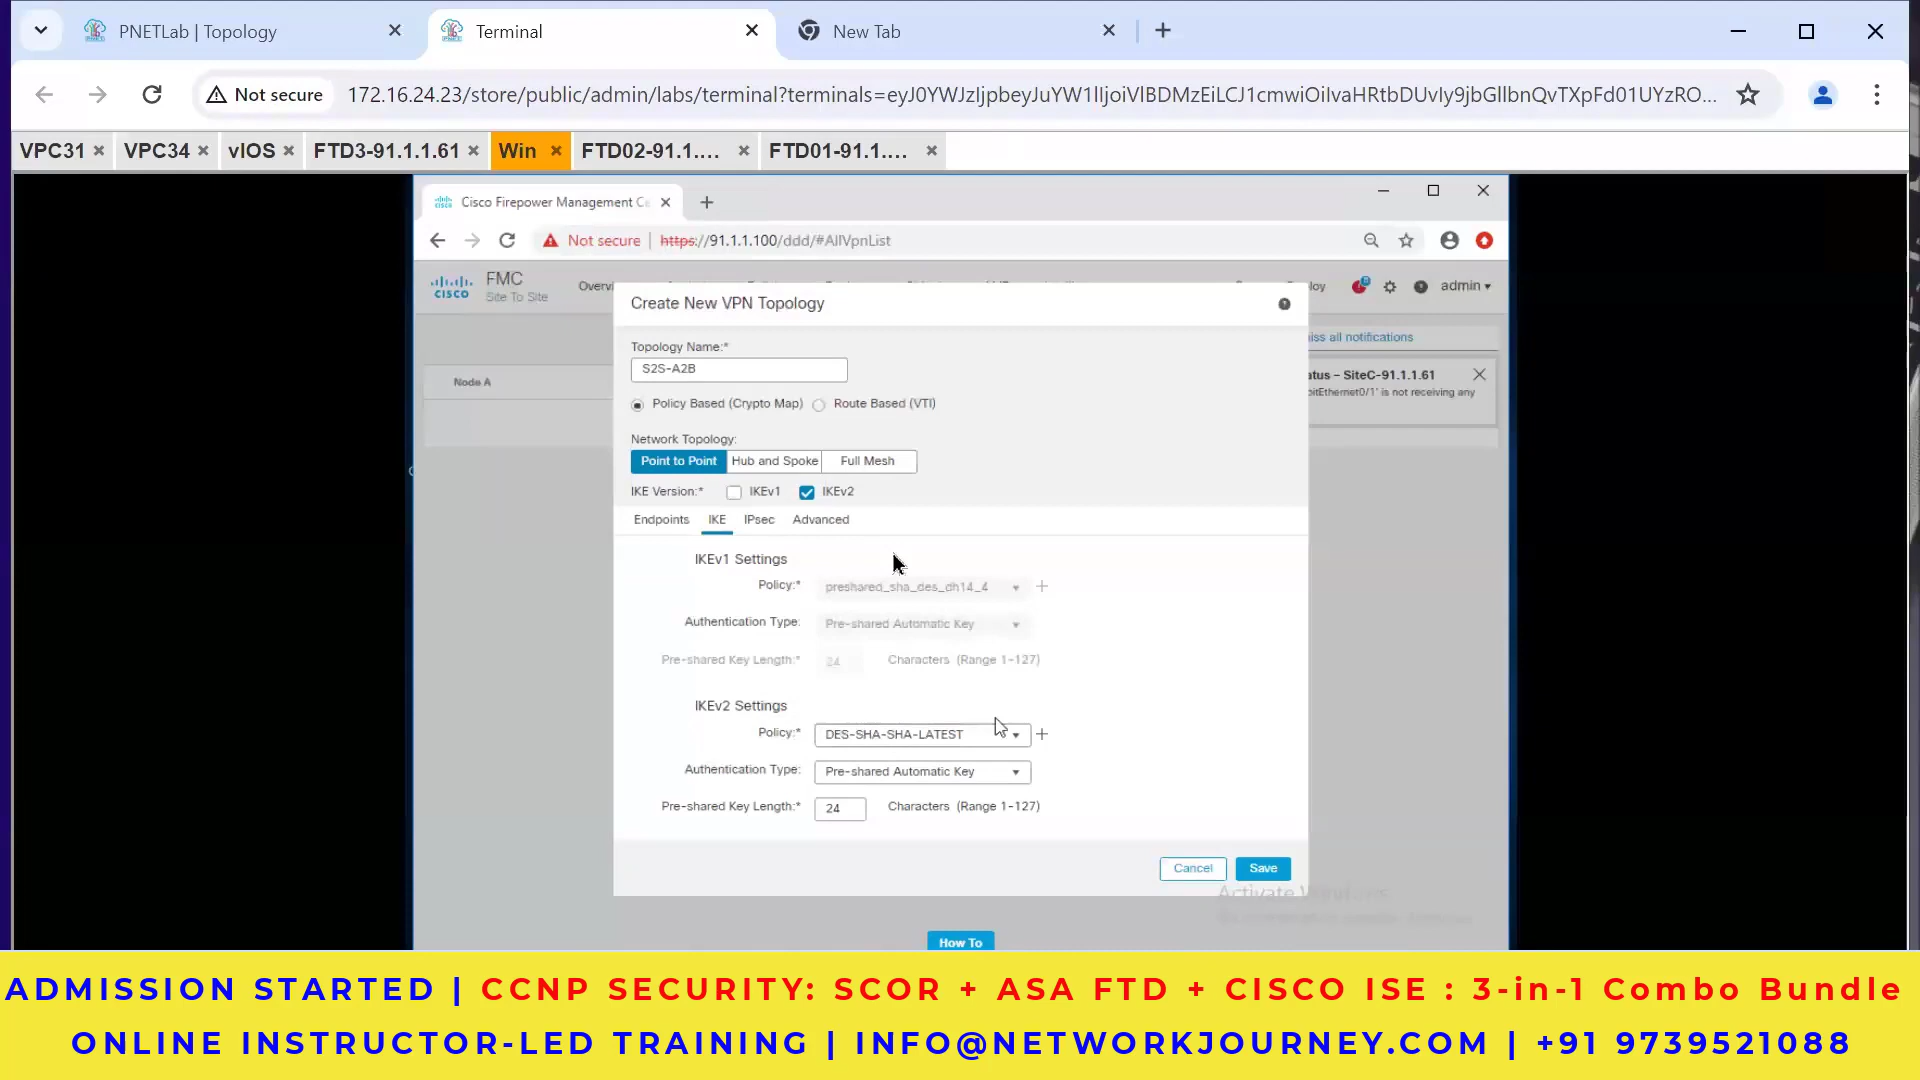 PNETLab | Topology
Terminal
New Tab
Not secure
172.16.24.23/store/public/admin/labs/terminal?terminals=eyJ0YWJzIjpbeyJuYW1lIjoiVlBDMzEiLCJ1cmwiOiIvaHRtbDUvIy9jbGllbnQvTXpFd01UYzRO...
VPC31
VPC34
vIOS
FTD3-91.1.1.61
Win
FTD02-91.1....
FTD01-91.1....
Cisco Firepower Management Ce
Not secure
https://91.1.1.100/ddd/#AllVpnList
CISCO
FMC
Site To Site
Overvi
loy
admin
Create New VPN Topology
iss all notifications
Topology Name:*
S2S-A2B
Node A
atus - SiteC-91.1.1.61
bitEthernet0/1' is not receiving any
Policy Based (Crypto Map)
Route Based (VTI)
Network Topology:
Point to Point
Hub and Spoke
Full Mesh
IKE Version:*
IKEv1
IKEv2
Endpoints
IKE
IPsec
Advanced
IKEv1 Settings
Policy:*
preshared_sha_des_dh14_4
Authentication Type:
Pre-shared Automatic Key
Pre-shared Key Length:*
24
Characters (Range 1-127)
IKEv2 Settings
Policy:*
DES-SHA-SHA-LATEST
Authentication Type:
Pre-shared Automatic Key
Pre-shared Key Length:*
24
Characters (Range 1-127)
Cancel
Save
Activate Windows
How To
ADMISSION STARTED | CCNP SECURITY: SCOR + ASA FTD + CISCO ISE : 3-in-1 Combo Bundle
ONLINE INSTRUCTOR-LED TRAINING | INFO@NETWORKJOURNEY.COM | +91 9739521088